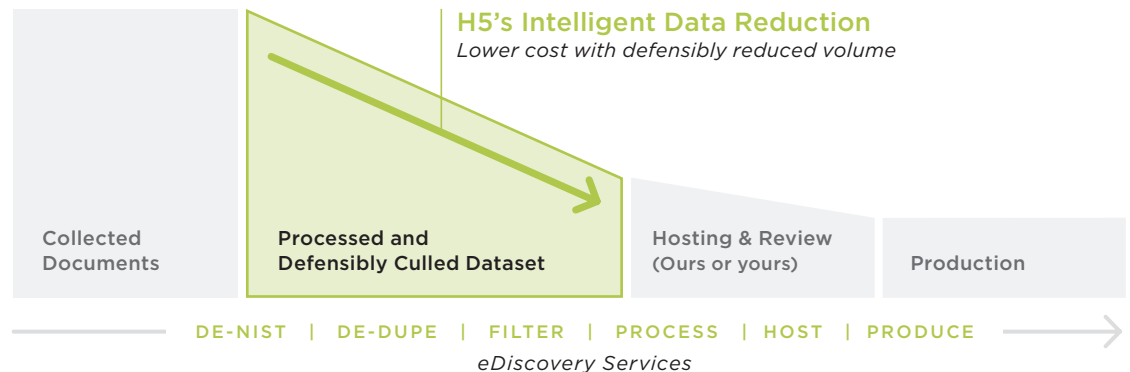 H5’s Intelligent Data Reduction
Lower cost with defensibly reduced volume
Collected
Documents
Processed and
Defensibly Culled Dataset
Hosting & Review
(Ours or yours)
Production
DE-NIST | DE-DUPE | FILTER | PROCESS | HOST | PRODUCE
eDiscovery Services